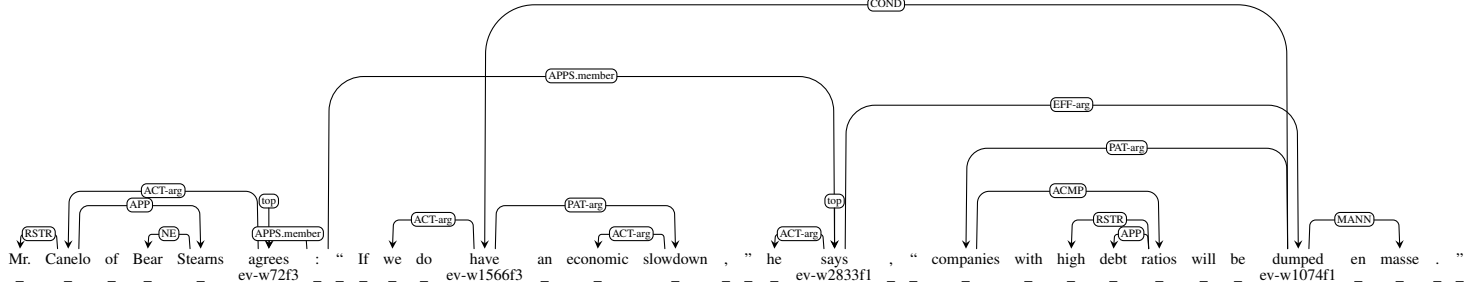 COND
APPS.member
EFF-arg
PAT-arg
ACT-arg ACMP
APP top PAT-arg top
ACT-arg RSTR MANN
RSTR NE APPS.member ACT-arg ACT-arg APP
Mr. Canelo of Bear Stearns agrees : “ If we do have an economic slowdown , ” he says , “ companies with high debt ratios will be dumped en masse . ”
ev-w72f3 ev-w1566f3 ev-w2833f1 ev-w1074f1
_ _ _ _ _ _ _ _ _ _ _ _ _ _ _ _ _ _ _ _ _ _ _ _ _ _ _ _ _ _